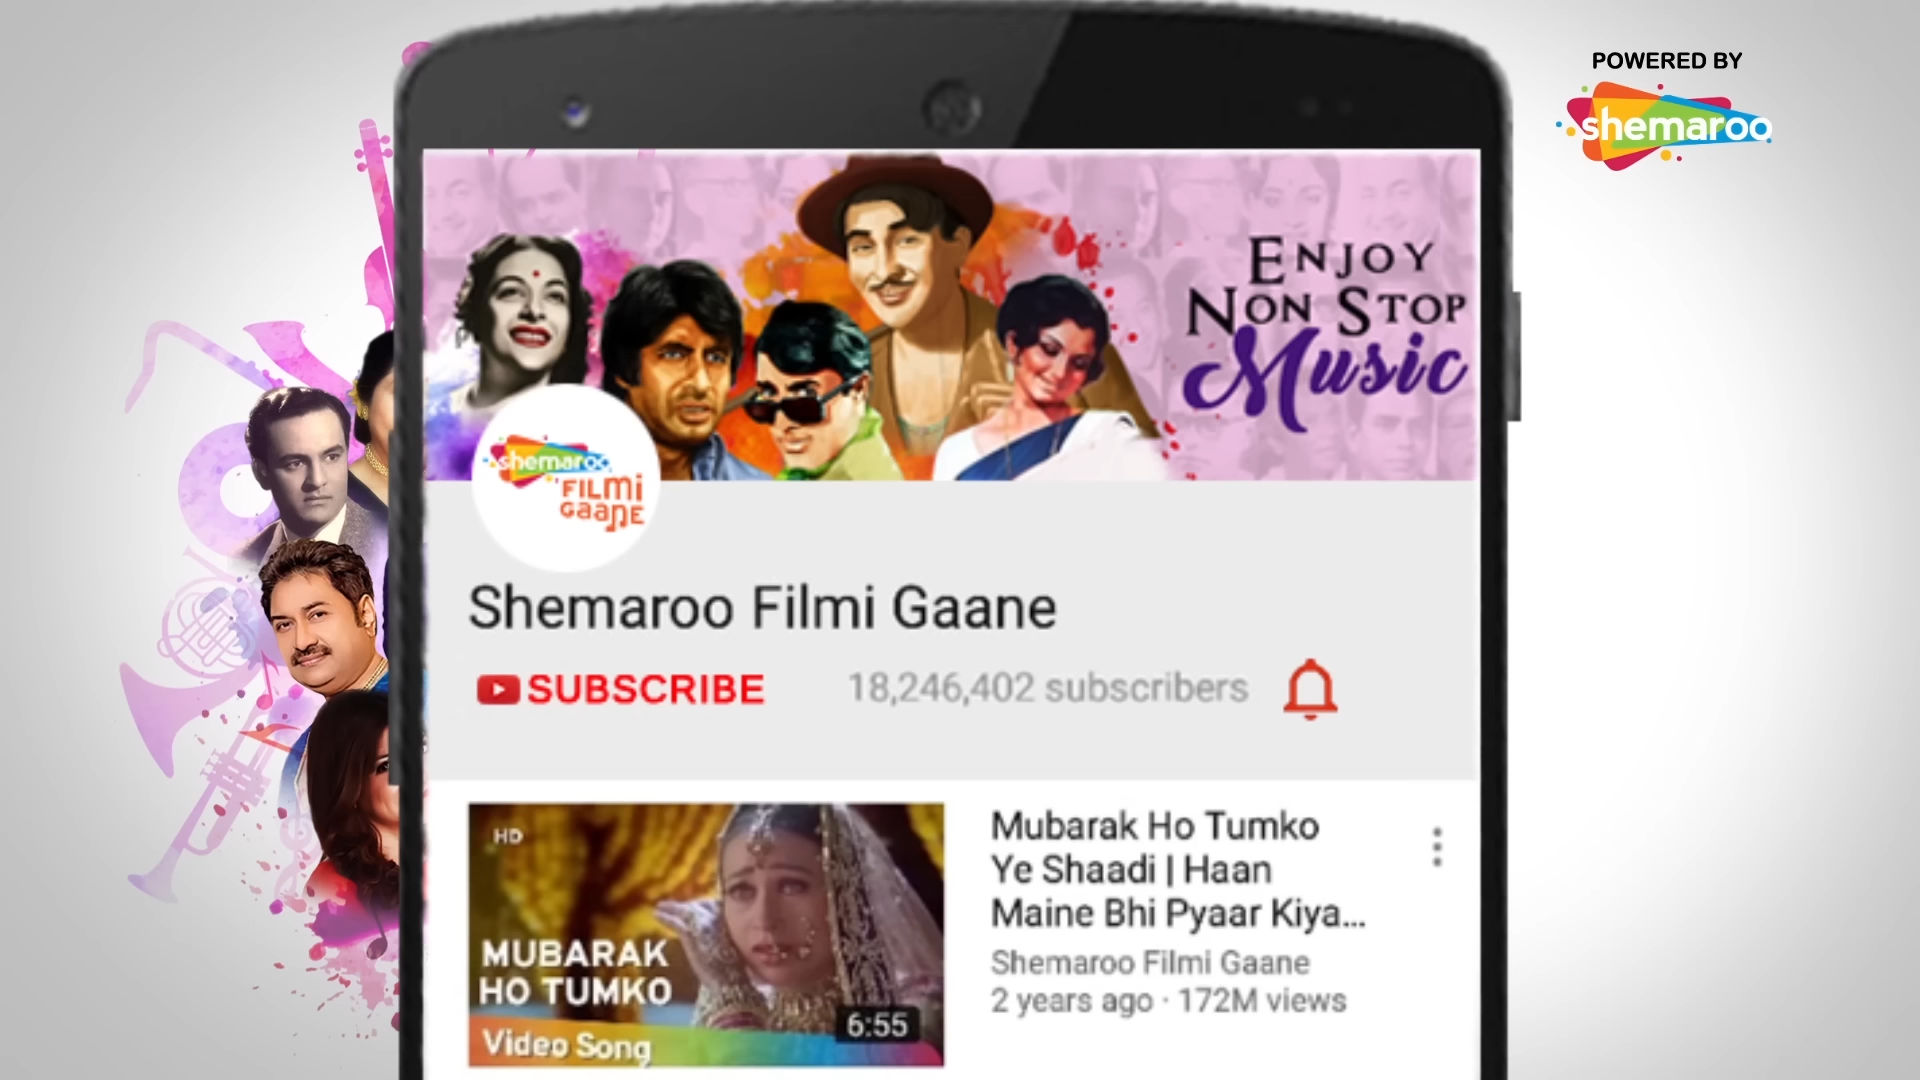 POWERED BY
shemaroo
ENJOY
NON STOP
Music
shemaroo
FILMI
GAANE
Shemaroo Filmi Gaane
SUBSCRIBE
18,246,402 subscribers
HD
MUBARAK
HO TUMKO
Video Song
6:55
Mubarak Ho Tumko
Ye Shaadi | Haan
Maine Bhi Pyaar Kiya...
Shemaroo Filmi Gaane
2 years ago · 172M views